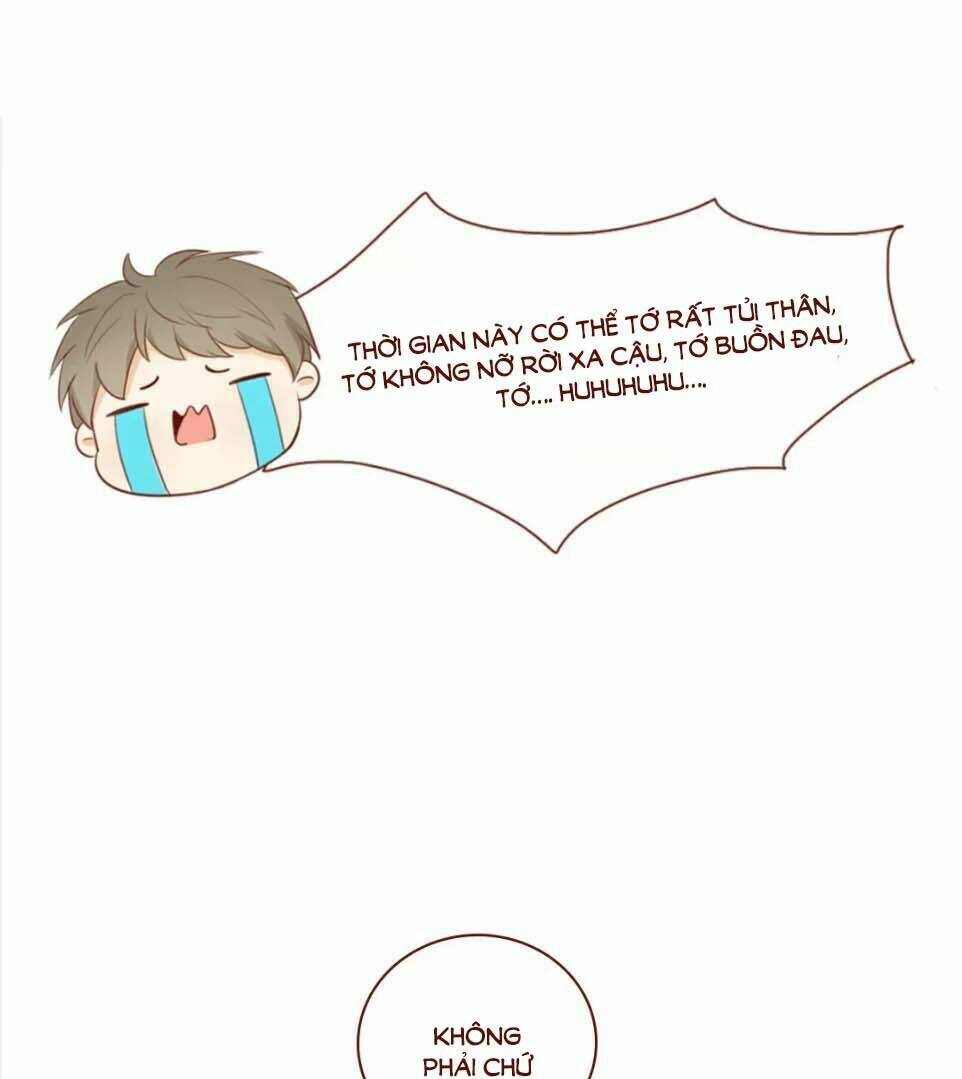 THỜI GIAN NÀY CÓ THỂ TỚ RẤT TỦI THÂN,
TỚ KHÔNG NỠ RỜI XA CẬU, TỚ BUỒN ĐAU,
TỚ.... HUHUHUHU....
KHÔNG
PHẢI CHỨ